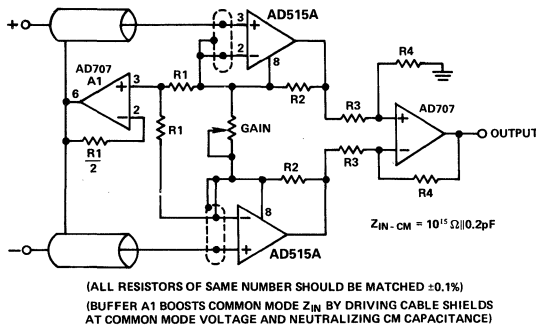 +
AD515A
3
2
8
AD707
A1
6
3
+
2
−
R1
R1
R1
2
GAIN
R2
R2
R3
R3
R4
AD707
+
−
OUTPUT
R4
8
−
+
AD515A
−
Z_IN-CM = 10^15 Ω||0.2pF
(ALL RESISTORS OF SAME NUMBER SHOULD BE MATCHED ±0.1%)
(BUFFER A1 BOOSTS COMMON MODE Z_IN BY DRIVING CABLE SHIELDS
AT COMMON MODE VOLTAGE AND NEUTRALIZING CM CAPACITANCE)